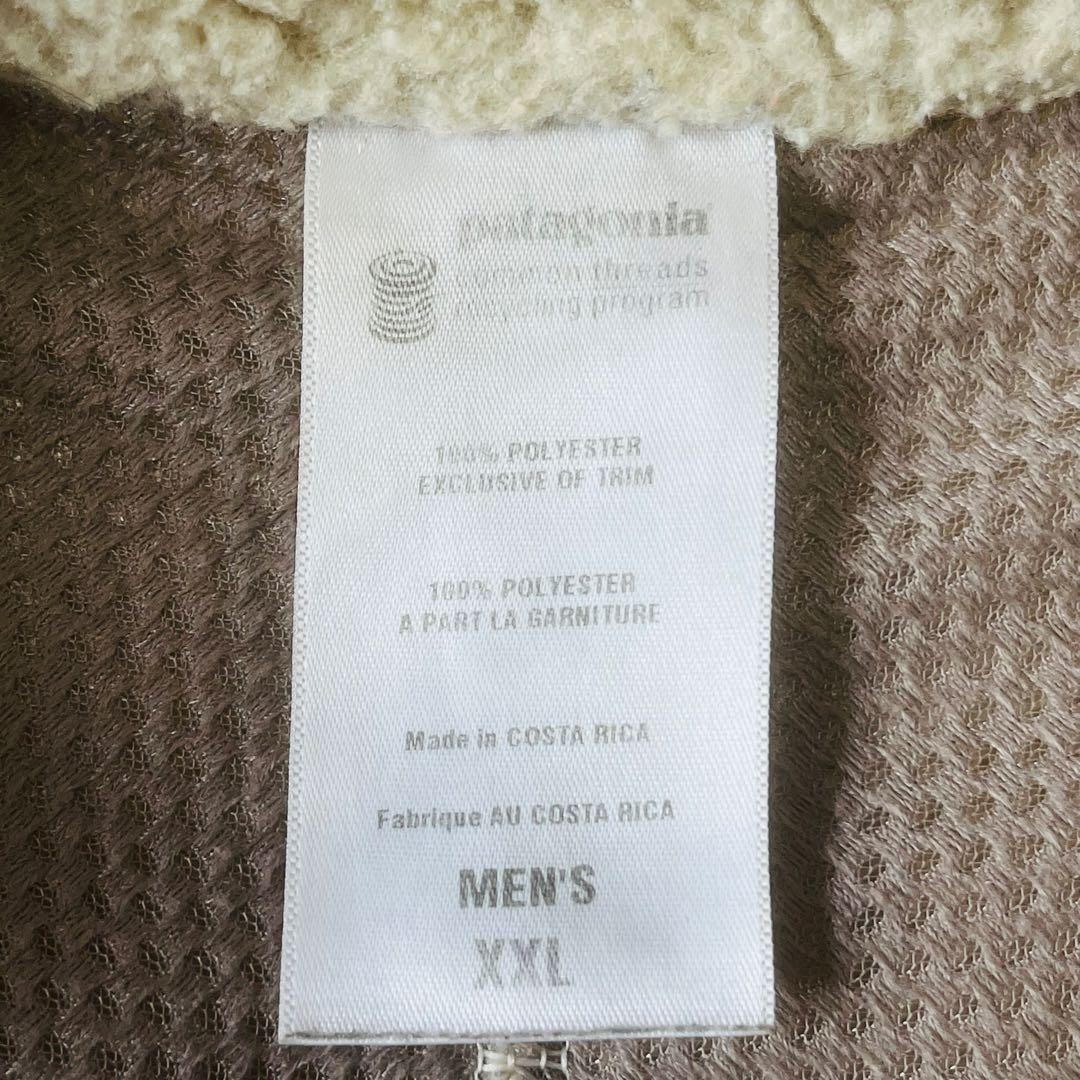 patagonia
common threads
recycling program
100% POLYESTER
EXCLUSIVE OF TRIM
100% POLYESTER
A PART LA GARNITURE
Made in COSTA RICA
Fabrique AU COSTA RICA
MEN'S
XXL